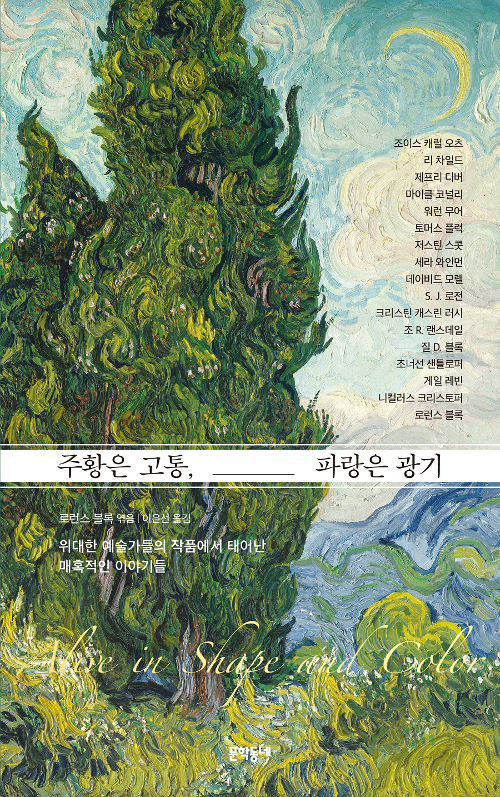 조이스 캐럴 오츠
리 차일드
제프리 디버
마이클 코널리
워런 무어
토머스 플럭
저스틴 스콧
세라 와인먼
데이비드 모렐
S. J. 로전
크리스틴 캐스린 러시
조 R. 랜스데일
질 D. 블록
조너선 샌틀로퍼
게일 레빈
니컬러스 크리스토퍼
로런스 블록
주황은 고통, ________ 파랑은 광기
로런스 블록 엮음 | 이은선 옮김
위대한 예술가들의 작품에서 태어난
매혹적인 이야기들
Alive in Shape and Color
문학동네